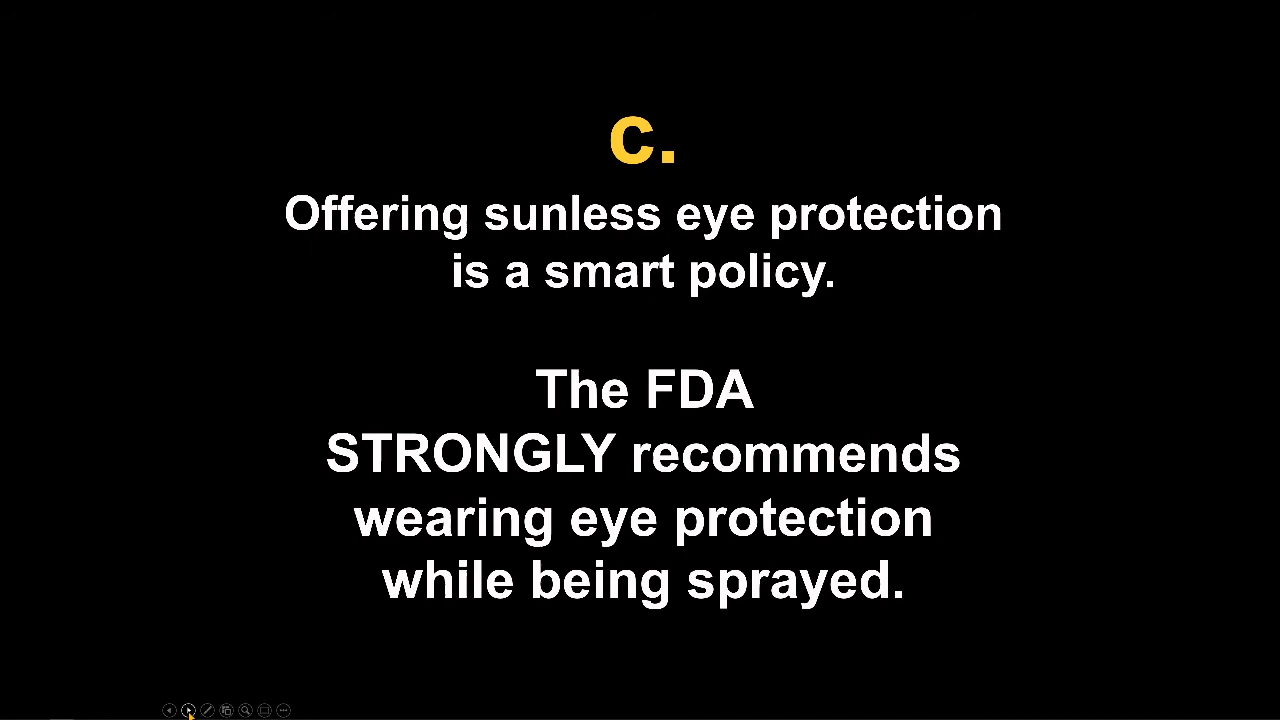 c.
Offering sunless eye protection
is a smart policy.
The FDA
STRONGLY recommends
wearing eye protection
while being sprayed.